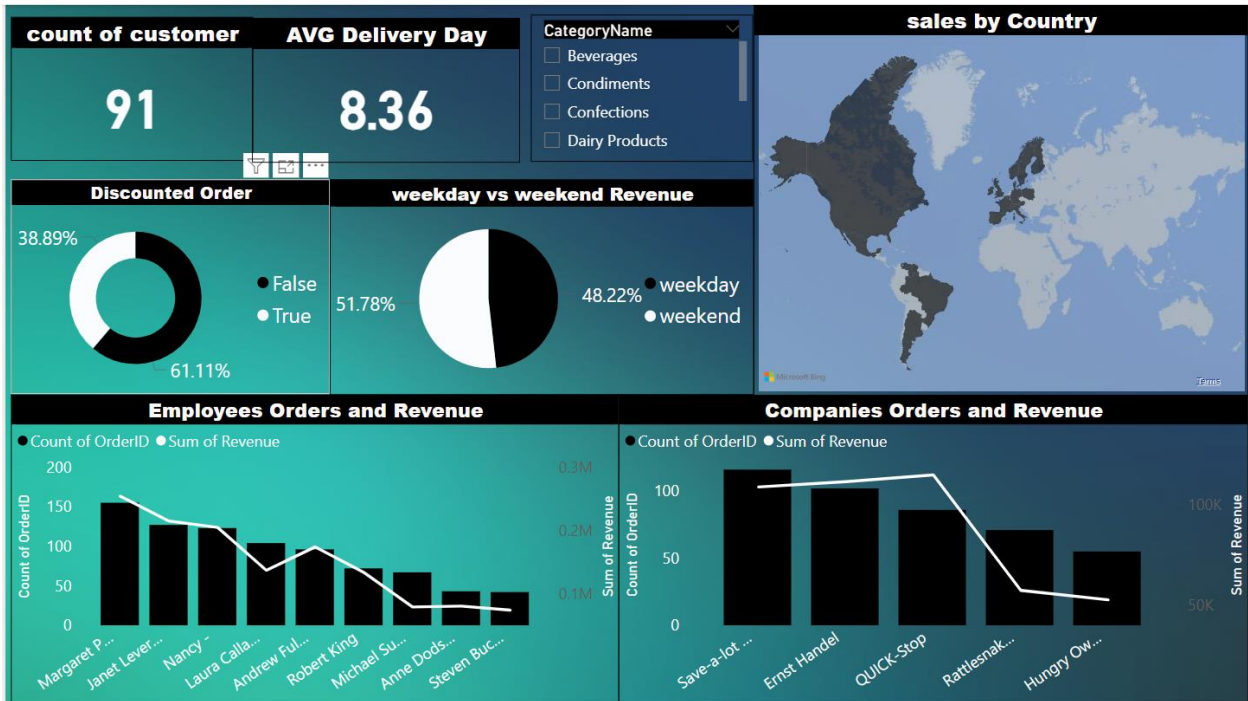 count of customer
91
AVG Delivery Day
8.36
CategoryName
Beverages
Condiments
Confections
Dairy Products
sales by Country
Microsoft Bing
Terms
Discounted Order
38.89%
61.11%
False
True
weekday vs weekend Revenue
51.78%
48.22%
weekday
weekend
Employees Orders and Revenue
Count of OrderID Sum of Revenue
Count of OrderID
200
150
100
50
0
0.3M
0.2M
0.1M
Sum of Revenue
Margaret P...
Janet Lever...
Nancy -
Laura Calla...
Andrew Ful...
Robert King
Michael Su...
Anne Dods...
Steven Buc...
Companies Orders and Revenue
Count of OrderID Sum of Revenue
Count of OrderID
100
50
0
100K
50K
Sum of Revenue
Save-a-lot ...
Ernst Handel
QUICK-Stop
Rattlesnak...
Hungry Ow...